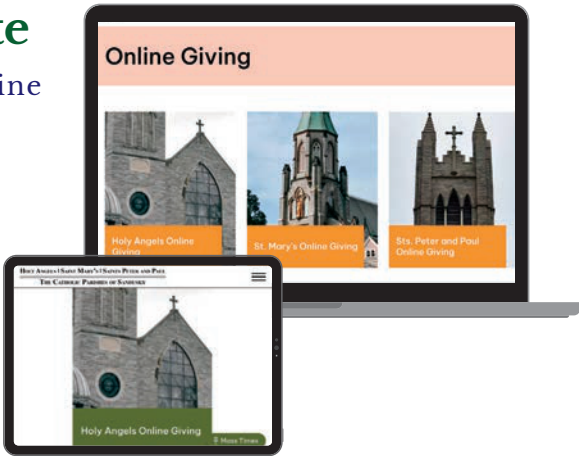 te
ine
Online Giving
Holy Angels Online
Giving
St. Mary's Online Giving
Sts. Peter and Paul
Online Giving
Holy Angels | Saint Mary's | Saints Peter and Paul
The Catholic Parishes of Sandusky
Holy Angels Online Giving
Mass Times